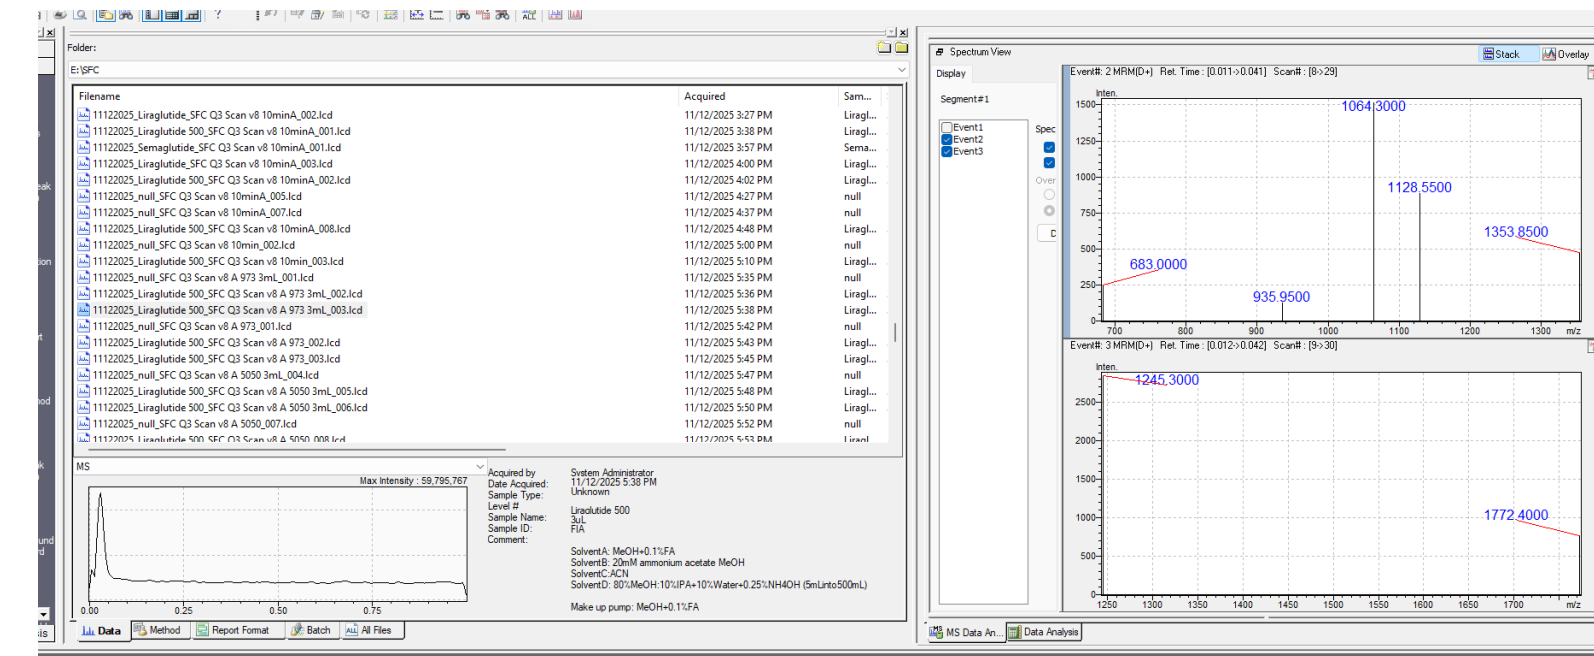 Folder:
E:\SFC
Filename Acquired Sam...
11122025_Liraglutide_SFC Q3 Scan v8 10minA_002.lcd 11/12/2025 3:27 PM Liragl...
11122025_Liraglutide 500_SFC Q3 Scan v8 10minA_001.lcd 11/12/2025 3:38 PM Liragl...
11122025_Semaglutide_SFC Q3 Scan v8 10minA_001.lcd 11/12/2025 3:57 PM Sema...
11122025_Liraglutide_SFC Q3 Scan v8 10minA_003.lcd 11/12/2025 4:00 PM Liragl...
11122025_Liraglutide 500_SFC Q3 Scan v8 10minA_002.lcd 11/12/2025 4:02 PM Liragl...
11122025_null_SFC Q3 Scan v8 10minA_005.lcd 11/12/2025 4:27 PM null
11122025_null_SFC Q3 Scan v8 10minA_007.lcd 11/12/2025 4:37 PM null
11122025_Liraglutide 500_SFC Q3 Scan v8 10minA_008.lcd 11/12/2025 4:48 PM Liragl...
11122025_null_SFC Q3 Scan v8 10min_002.lcd 11/12/2025 5:00 PM null
11122025_Liraglutide 500_SFC Q3 Scan v8 10min_003.lcd 11/12/2025 5:10 PM Liragl...
11122025_null_SFC Q3 Scan v8 A 973 3mL_001.lcd 11/12/2025 5:35 PM null
11122025_Liraglutide 500_SFC Q3 Scan v8 A 973 3mL_002.lcd 11/12/2025 5:36 PM Liragl...
11122025_Liraglutide 500_SFC Q3 Scan v8 A 973 3mL_003.lcd 11/12/2025 5:38 PM Liragl...
11122025_null_SFC Q3 Scan v8 A 973_001.lcd 11/12/2025 5:42 PM null
11122025_Liraglutide 500_SFC Q3 Scan v8 A 973_002.lcd 11/12/2025 5:43 PM Liragl...
11122025_Liraglutide 500_SFC Q3 Scan v8 A 973_003.lcd 11/12/2025 5:45 PM Liragl...
11122025_null_SFC Q3 Scan v8 A 5050 3mL_004.lcd 11/12/2025 5:47 PM null
11122025_Liraglutide 500_SFC Q3 Scan v8 A 5050 3mL_005.lcd 11/12/2025 5:48 PM Liragl...
11122025_Liraglutide 500_SFC Q3 Scan v8 A 5050 3mL_006.lcd 11/12/2025 5:50 PM Liragl...
11122025_null_SFC Q3 Scan v8 A 5050_007.lcd 11/12/2025 5:52 PM null
11122025_Liraglutide 500_SFC Q3 Scan v8 A 5050_008.lcd 11/12/2025 5:53 PM Liragl
MS
Max Intensity : 59,795,767
0.00 0.25 0.50 0.75
Acquired by System Administrator
Date Acquired: 11/12/2025 5:38 PM
Sample Type: Unknown
Level #
Sample Name: Liraglutide 500
Sample ID: 3uL
Comment: FIA
SolventA: MeOH+0.1%FA
SolventB: 20mM ammonium acetate MeOH
SolventC:ACN
SolventD: 80%MeOH:10%IPA+10%Water+0.25%NH4OH (5mLinto500mL)
Make up pump: MeOH+0.1%FA
Data Method Report Format Batch All Files
Spectrum View
Stack Overlay
Display
Segment#1
Event1
Event2
Event3
Spec
Over
Event#: 2 MRM(D+) Ret. Time : [0.011->0.041] Scan# : [8->29]
Inten.
1500
1250
1000
750
500
250
0
1064.3000
1128.5500
1353.8500
683.0000
935.9500
700 800 900 1000 1100 1200 1300 m/z
Event#: 3 MRM(D+) Ret. Time : [0.012->0.042] Scan# : [9->30]
Inten.
2500
2000
1500
1000
500
0
1245.3000
1772.4000
1250 1300 1350 1400 1450 1500 1550 1600 1650 1700 m/z
MS Data An... Data Analysis